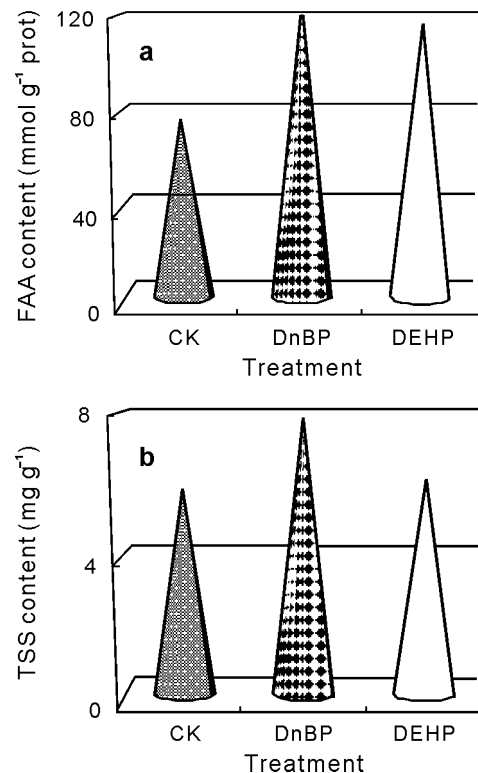 120
a
80
40
0
FAA content (mmol g⁻¹ prot)
CK DnBP DEHP
Treatment
8
b
4
0
TSS content (mg g⁻¹)
CK DnBP DEHP
Treatment